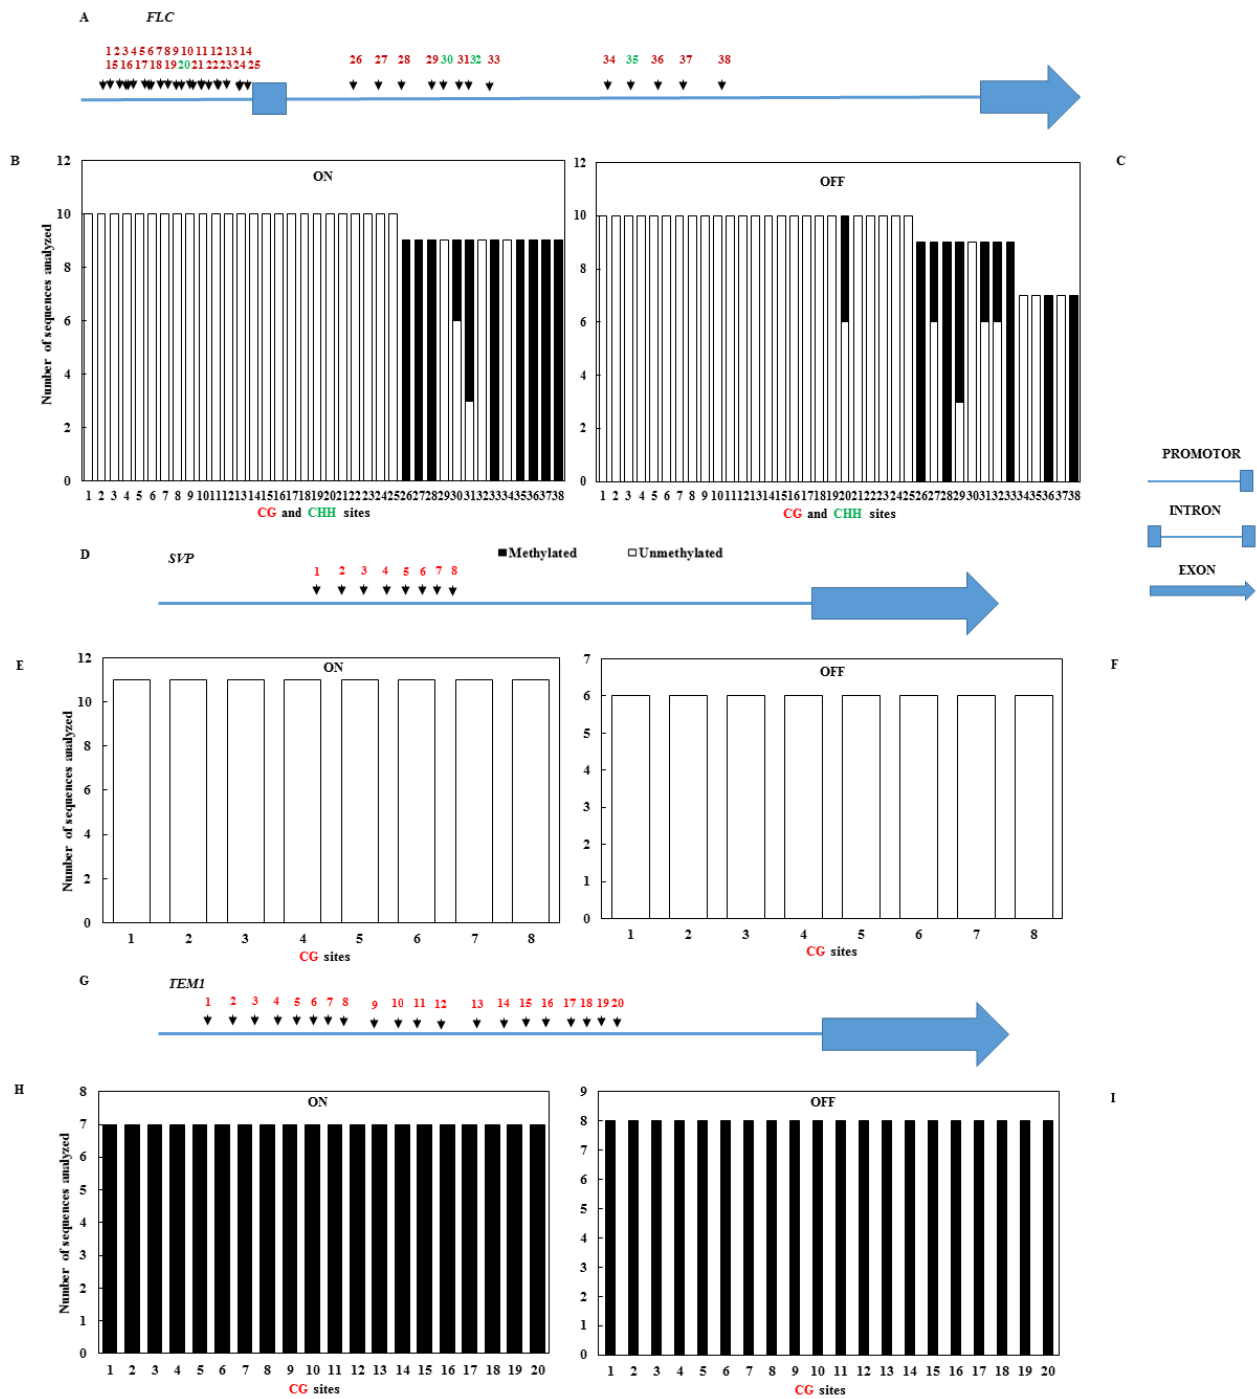 A FLC
1 2 3 4 5 6 7 8 9 10 11 12 13 14
15 16 17 18 19 20 21 22 23 24 25
26 27 28 29 30 31 32 33 34 35 36 37 38
B
C
12
10
8
6
4
2
0
Number of sequences analyzed
ON
1 2 3 4 5 6 7 8 9 10 11 12 13 14 15 16 17 18 19 20 21 22 23 24 25 26 27 28 29 30 31 32 33 34 35 36 37 38
CG and CHH sites
12
10
8
6
4
2
0
OFF
1 2 3 4 5 6 7 8 9 10 11 12 13 14 15 16 17 18 19 20 21 22 23 24 25 26 27 28 29 30 31 32 33 34 35 36 37 38
CG and CHH sites
PROMOTOR
INTRON
EXON
Methylated Unmethylated
D SVP
1 2 3 4 5 6 7 8
E
F
12
10
8
6
4
2
0
Number of sequences analyzed
ON
1 2 3 4 5 6 7 8
CG sites
7
6
5
4
3
2
1
0
OFF
1 2 3 4 5 6 7 8
CG sites
G TEM1
1 2 3 4 5 6 7 8 9 10 11 12 13 14 15 16 17 18 19 20
H
I
8
7
6
5
4
3
2
1
0
Number of sequences analyzed
ON
1 2 3 4 5 6 7 8 9 10 11 12 13 14 15 16 17 18 19 20
CG sites
9
8
7
6
5
4
3
2
1
0
OFF
1 2 3 4 5 6 7 8 9 10 11 12 13 14 15 16 17 18 19 20
CG sites